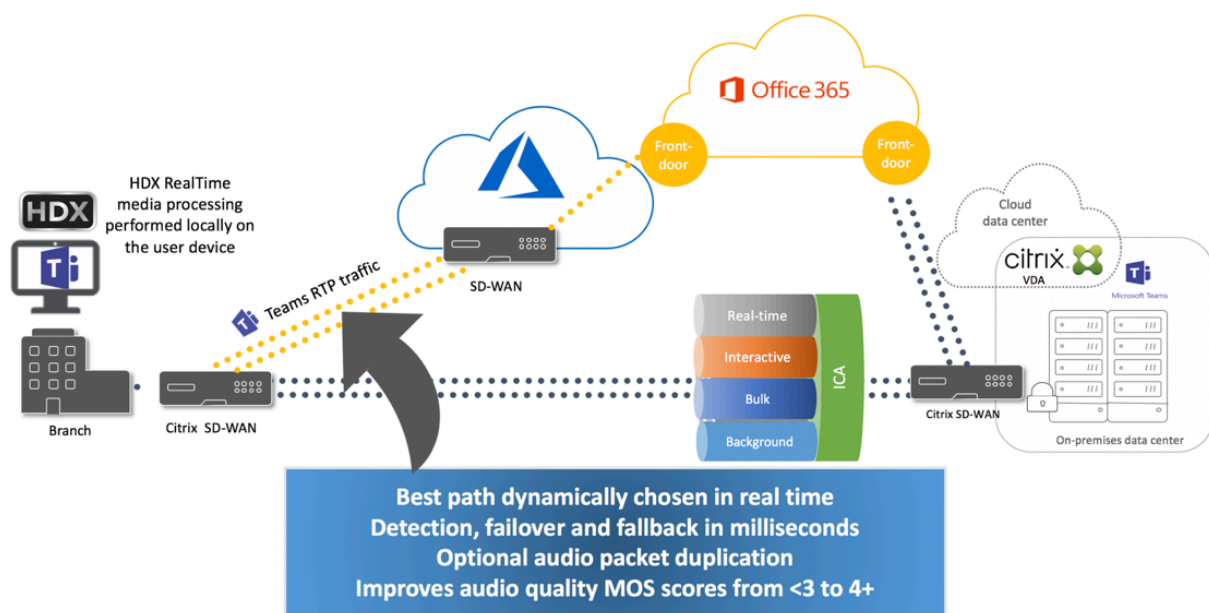 Office 365
Front-
door
Front-
door
HDX
HDX RealTime
media processing
performed locally on
the user device
Cloud
data center
citrix
VDA
Microsoft Teams
T
T
SD-WAN
T
Teams RTP traffic
Real-time
Interactive
Bulk
Background
ICA
Branch
Citrix SD-WAN
Citrix SD-WAN
On-premises data center
Best path dynamically chosen in real time
Detection, failover and fallback in milliseconds
Optional audio packet duplication
Improves audio quality MOS scores from <3 to 4+